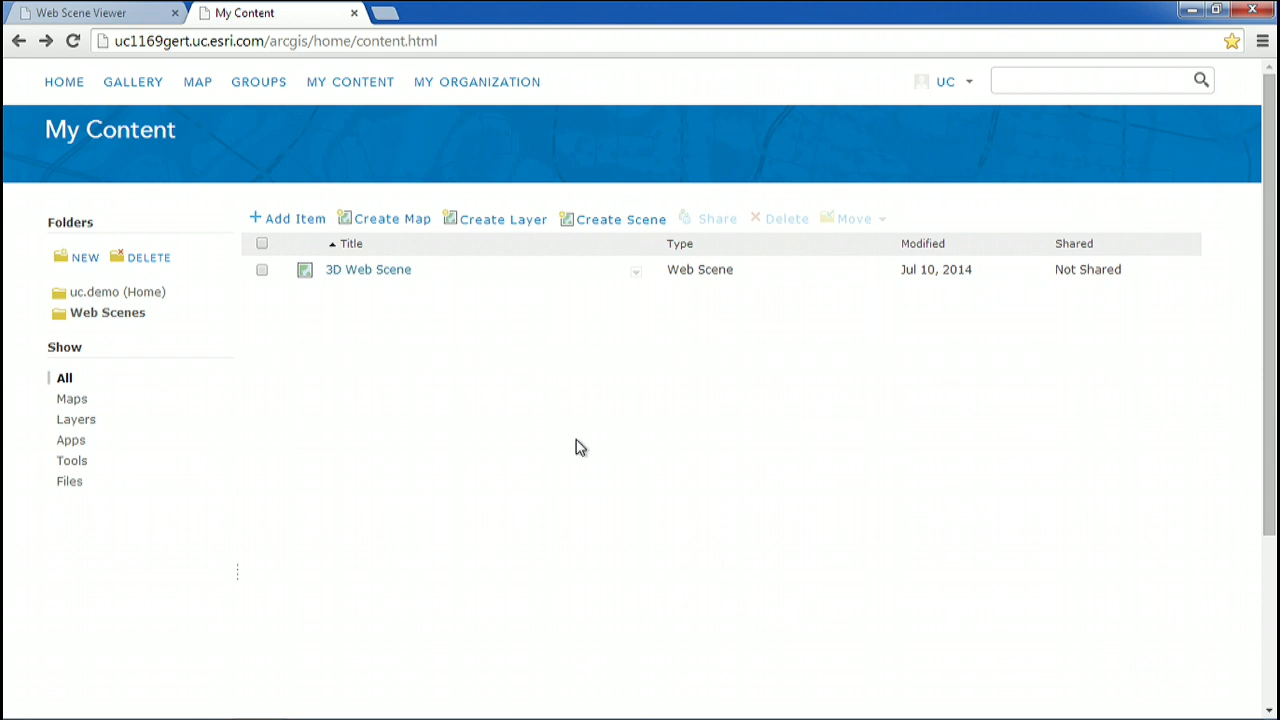 Web Scene Viewer
My Content
uc1169gert.uc.esri.com/arcgis/home/content.html
HOME GALLERY MAP GROUPS MY CONTENT MY ORGANIZATION UC
My Content
Folders
NEW DELETE
uc.demo (Home)
Web Scenes
Show
All
Maps
Layers
Apps
Tools
Files
Add Item Create Map Create Layer Create Scene Share Delete Move
Title Type Modified Shared
3D Web Scene Web Scene Jul 10, 2014 Not Shared